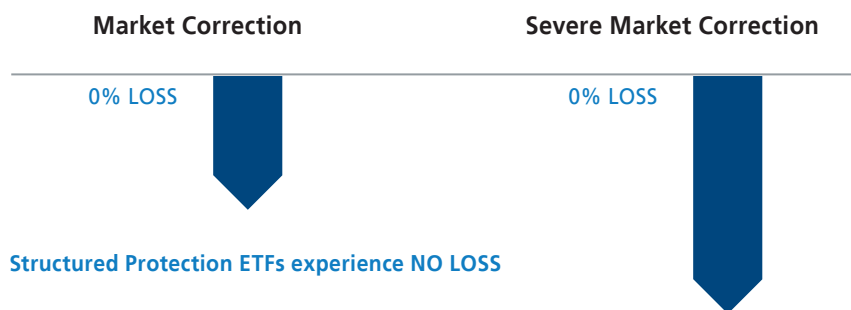 Market Correction
Severe Market Correction
0% LOSS
0% LOSS
Structured Protection ETFs experience NO LOSS